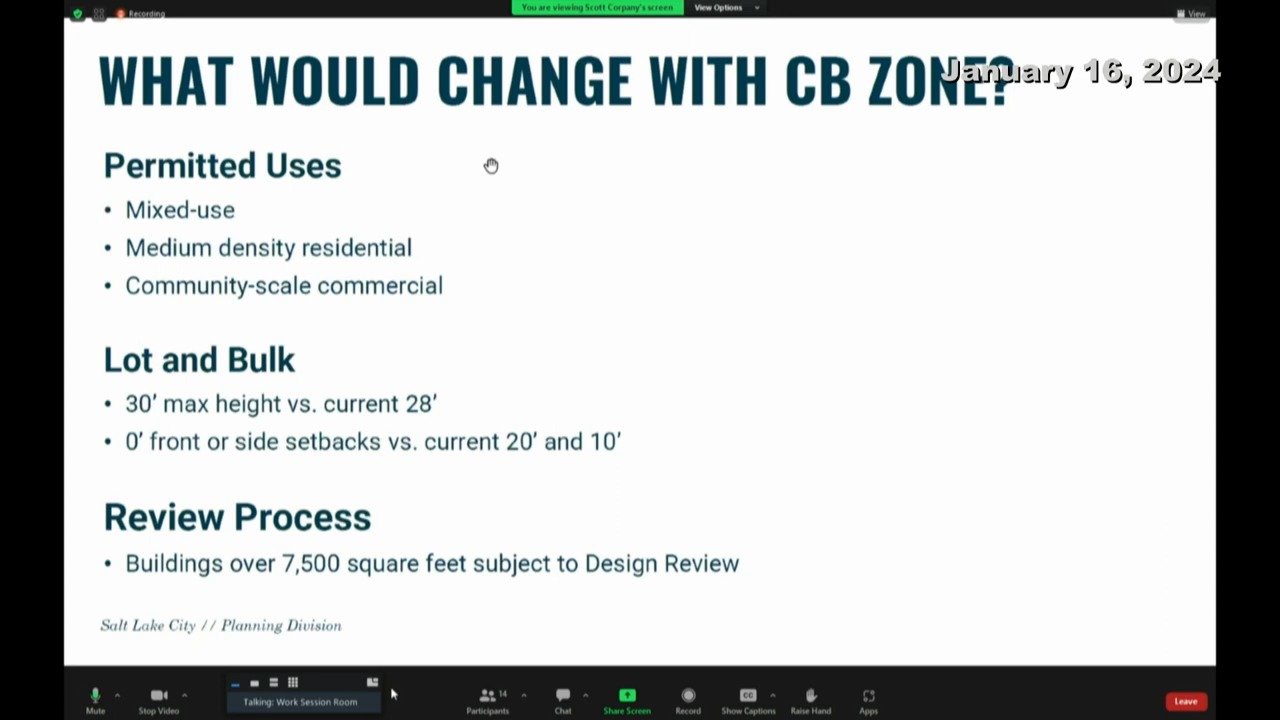 Recording
You are viewing Scott Corpany's screen
View Options
View
WHAT WOULD CHANGE WITH CB ZONE?
January 16, 2024
Permitted Uses
• Mixed-use
• Medium density residential
• Community-scale commercial
Lot and Bulk
• 30’ max height vs. current 28’
• 0’ front or side setbacks vs. current 20’ and 10’
Review Process
• Buildings over 7,500 square feet subject to Design Review
Salt Lake City // Planning Division
Talking: Work Session Room
14
CC
Mute
Stop Video
Participants
Chat
Share Screen
Record
Show Captions
Raise Hand
Apps
Leave